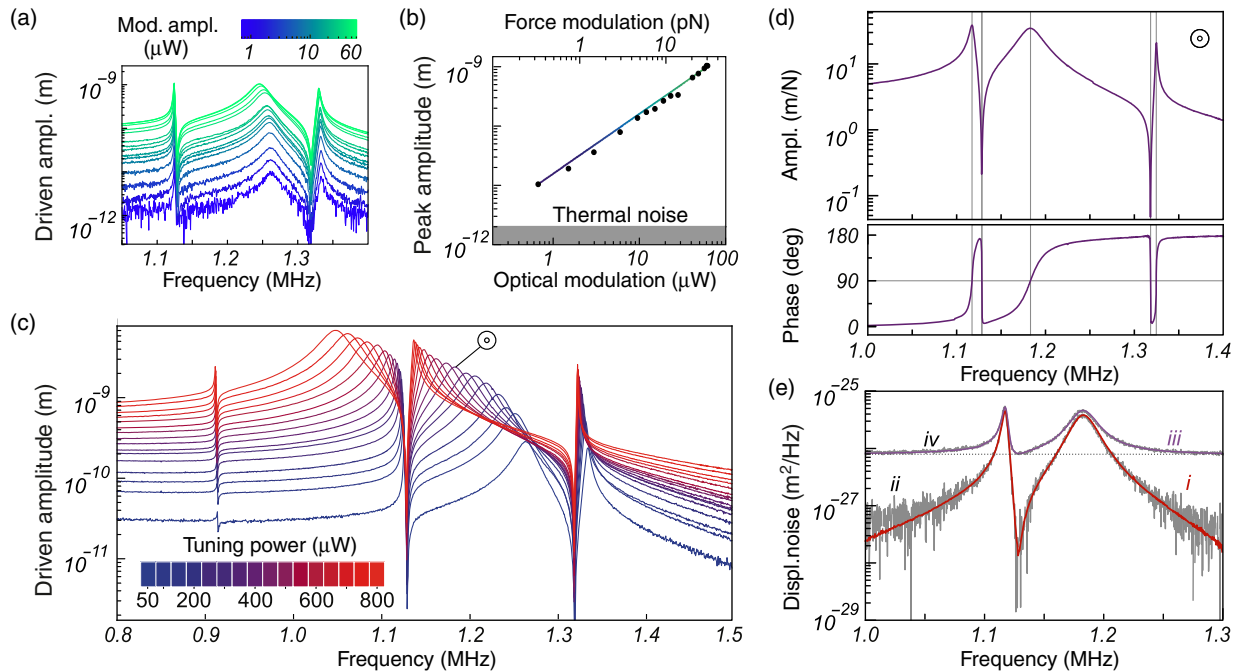 (a)
Mod. ampl.
(μW)
1 10 60
Driven ampl. (m)
10⁻⁹
10⁻¹²
1.1 1.2 1.3
Frequency (MHz)
(b)
Force modulation (pN)
1 10
Peak amplitude (m)
10⁻⁹
10⁻¹²
Thermal noise
1 10 100
Optical modulation (μW)
(c)
Driven amplitude (m)
10⁻⁹
10⁻¹⁰
10⁻¹¹
Tuning power (μW)
50 200 400 600 800
0.8 0.9 1.0 1.1 1.2 1.3 1.4 1.5
Frequency (MHz)
(d)
Ampl. (m/N)
10¹
10⁰
10⁻¹
Phase (deg)
180
90
0
1.0 1.1 1.2 1.3 1.4
Frequency (MHz)
(e)
Displ.noise (m²/Hz)
10⁻²⁵
10⁻²⁷
10⁻²⁹
iv
iii
ii
i
1.0 1.1 1.2 1.3
Frequency (MHz)